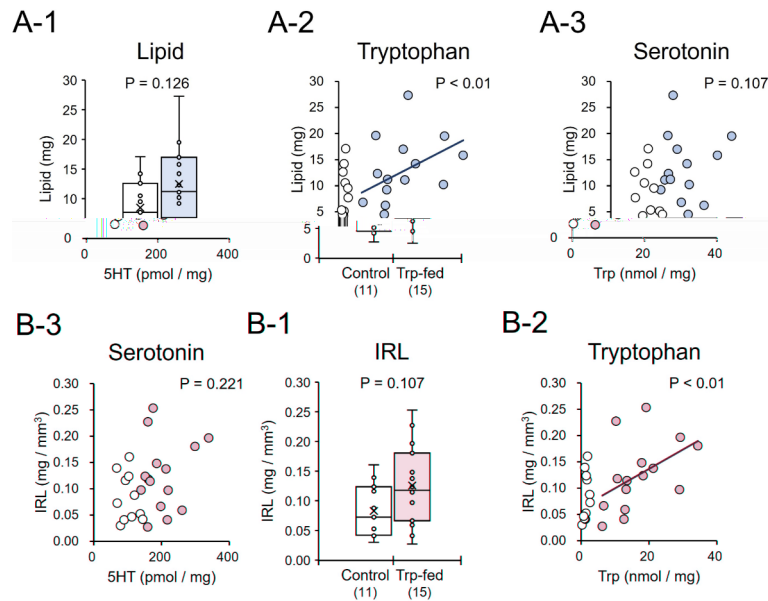 A-1
Lipid
P = 0.126
Lipid (mg)
30
25
20
15
10
0
0
200
400
5HT (pmol / mg)
A-2
Tryptophan
P < 0.01
Lipid (mg)
30
25
20
15
10
5
5
0
Control
(11)
Trp-fed
(15)
A-3
Serotonin
P = 0.107
Lipid (mg)
30
25
20
15
10
5
0
0
20
40
Trp (nmol / mg)
B-3
Serotonin
P = 0.221
IRL (mg / mm³)
0.30
0.25
0.20
0.15
0.10
0.05
0.00
0
200
400
5HT (pmol / mg)
B-1
IRL
P = 0.107
IRL (mg / mm³)
0.30
0.25
0.20
0.15
0.10
0.05
0.00
Control
(11)
Trp-fed
(15)
B-2
Tryptophan
P < 0.01
IRL (mg / mm³)
0.30
0.25
0.20
0.15
0.10
0.05
0.00
0
20
40
Trp (nmol / mg)